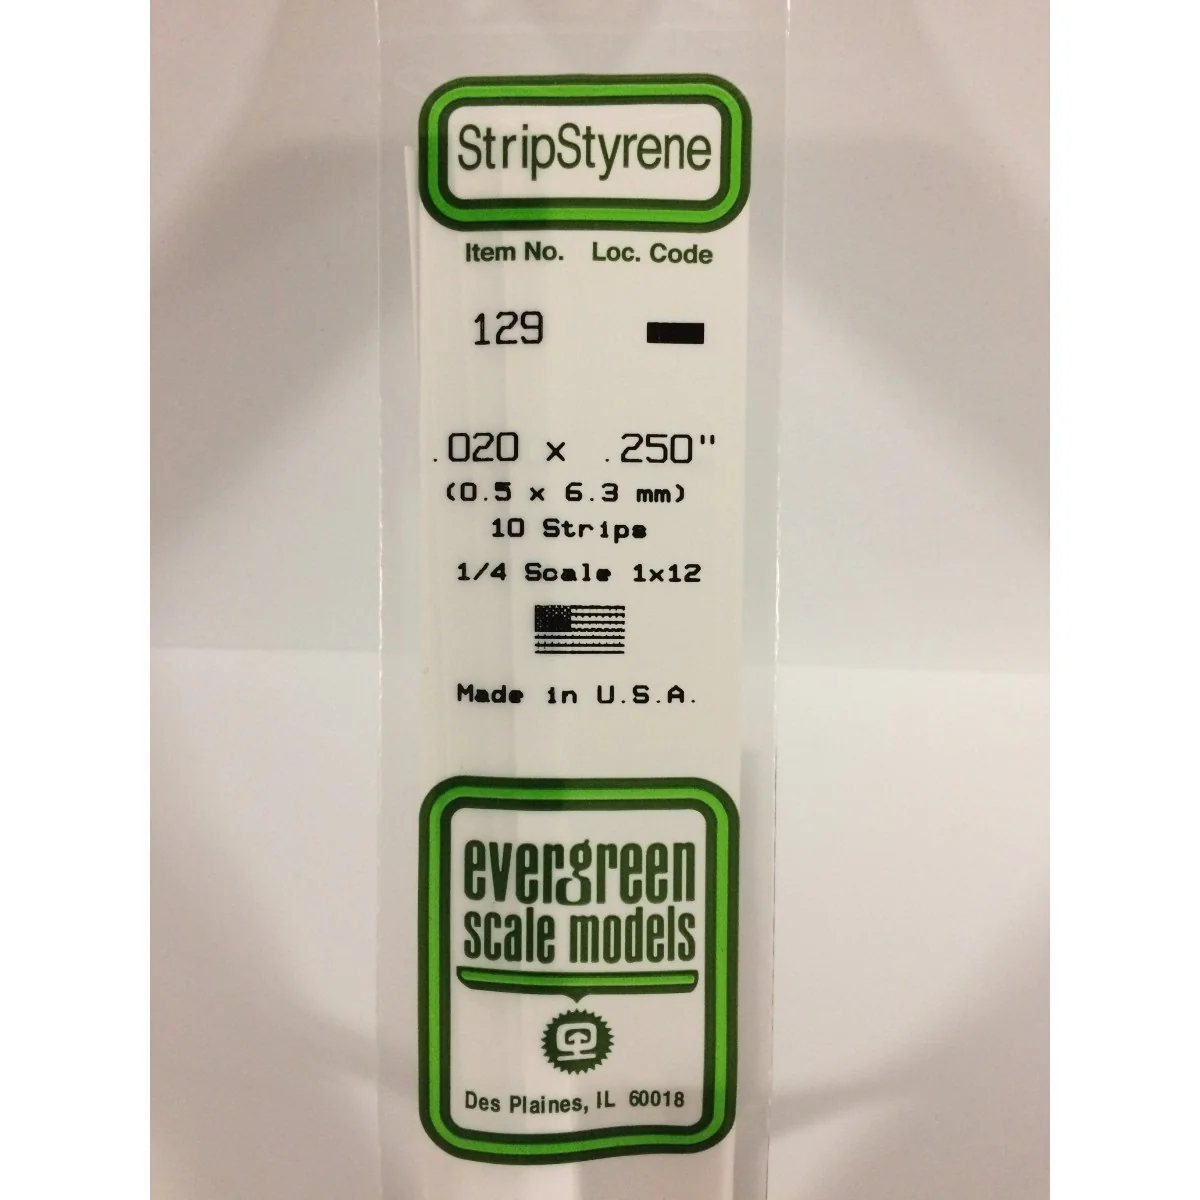 StripStyrene
Item No. Loc. Code
129
.020 x .250"
(0.5 x 6.3 mm)
10 Strips
1/4 Scale 1x12
Made in U.S.A.
evergreen
scale models
Des Plaines, IL 60018